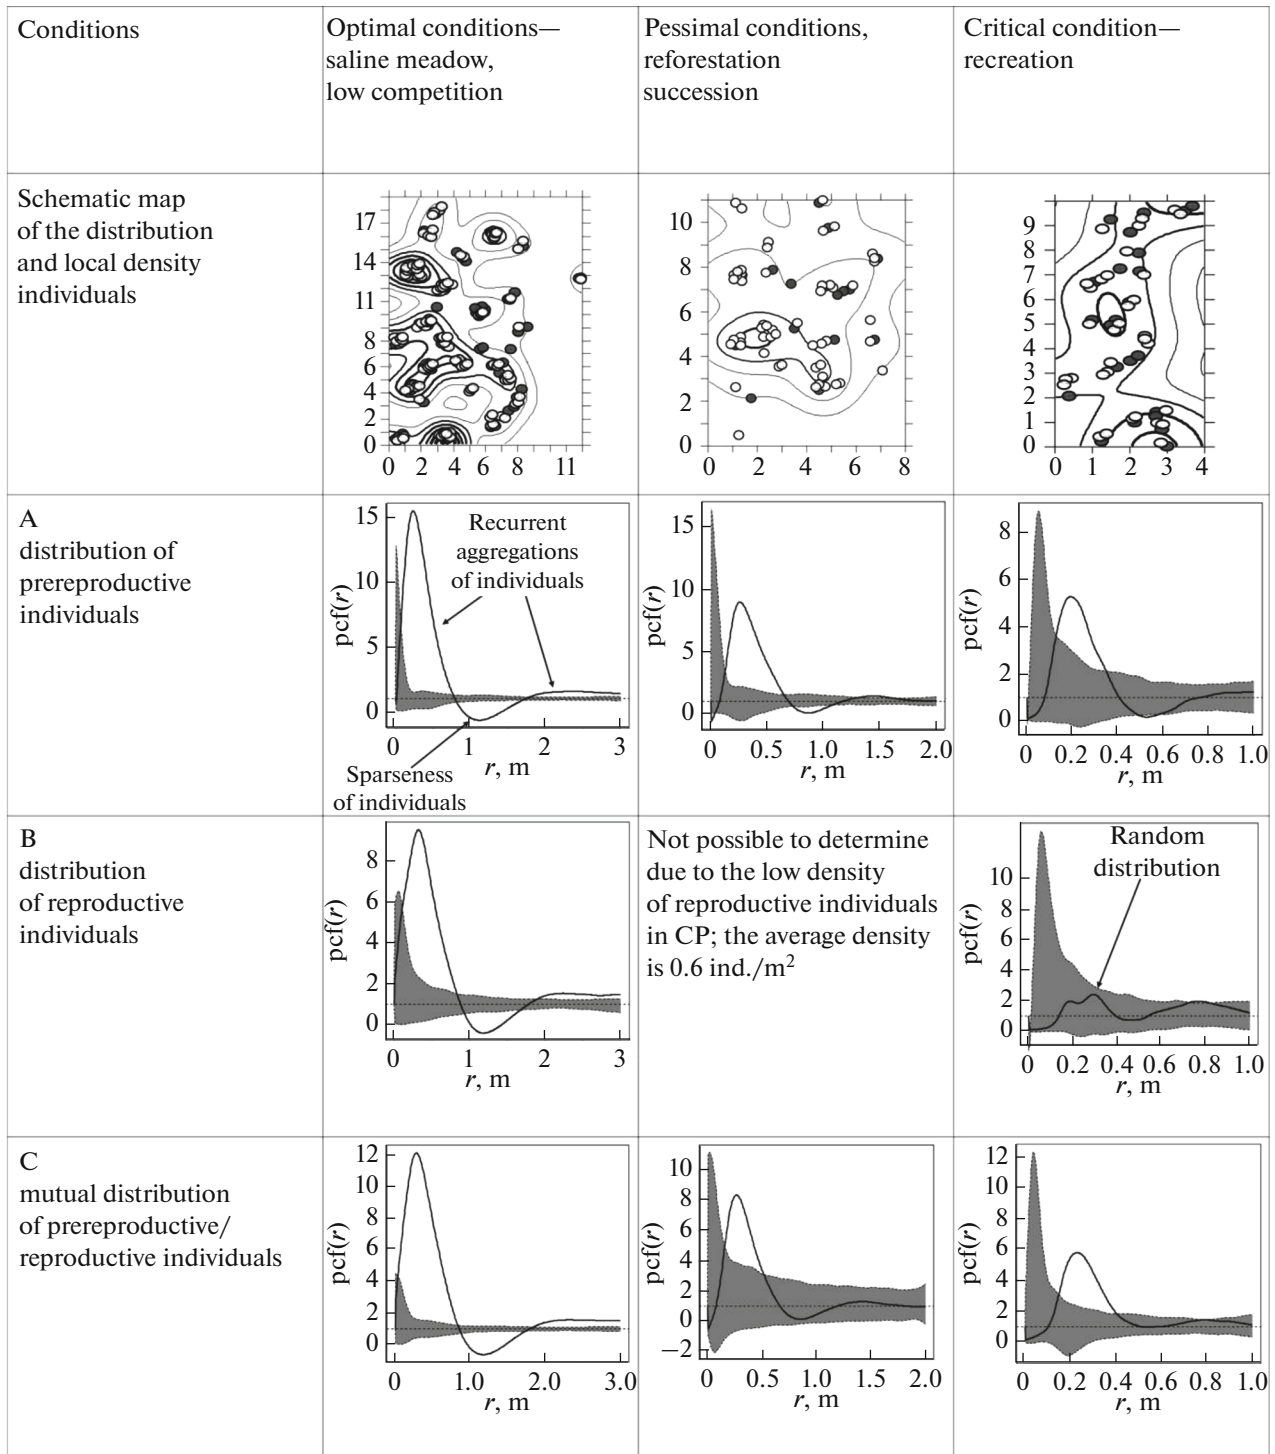 Conditions
Optimal conditions—
saline meadow,
low competition
Pessimal conditions,
reforestation
succession
Critical condition—
recreation
Schematic map
of the distribution
and local density
individuals
17
14
11
8
6
4
2
0
0 2 4 6 8 11
10
8
6
4
2
0
0 2 4 6 8
9
8
7
6
5
4
3
2
1
0
0 1 2 3 4
A
distribution of
prereproductive
individuals
pcf(r)
15
10
5
0
Recurrent
aggregations
of individuals
0 1 2 3
r, m
Sparseness
of individuals
pcf(r)
15
10
5
0
0 0.5 1.0 1.5 2.0
r, m
pcf(r)
8
6
4
2
0
0 0.2 0.4 0.6 0.8 1.0
r, m
B
distribution
of reproductive
individuals
pcf(r)
8
6
4
2
0
0 1 2 3
r, m
Not possible to determine
due to the low density
of reproductive individuals
in CP; the average density
is 0.6 ind./m²
pcf(r)
10
8
6
4
2
0
Random
distribution
0 0.2 0.4 0.6 0.8 1.0
r, m
C
mutual distribution
of prereproductive/
reproductive individuals
pcf(r)
12
10
8
6
4
2
0
0 1.0 2.0 3.0
r, m
pcf(r)
10
8
6
4
2
0
−2
0 0.5 1.0 1.5 2.0
r, m
pcf(r)
12
10
8
6
4
2
0
0 0.2 0.4 0.6 0.8 1.0
r, m